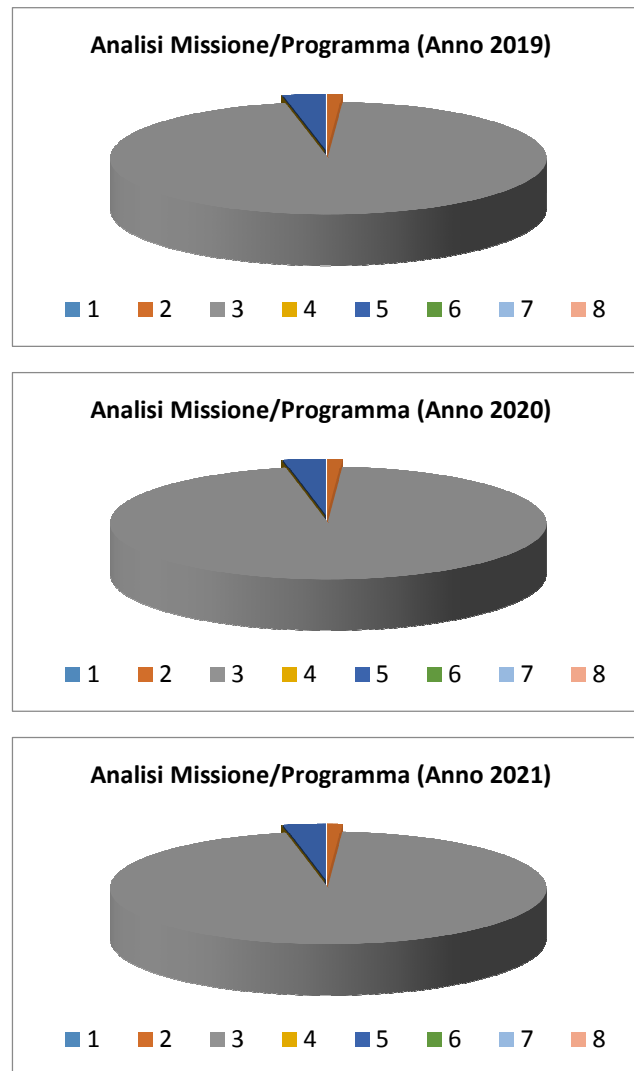 Analisi Missione/Programma (Anno 2019)
1 2 3 4 5 6 7 8
Analisi Missione/Programma (Anno 2020)
1 2 3 4 5 6 7 8
Analisi Missione/Programma (Anno 2021)
1 2 3 4 5 6 7 8